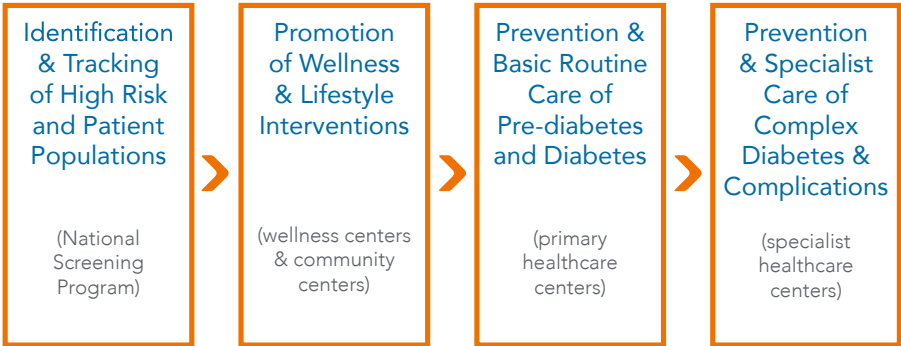 Identification
& Tracking
of High Risk
and Patient
Populations
(National
Screening
Program)
Promotion
of Wellness
& Lifestyle
Interventions
(wellness centers
& community
centers)
Prevention &
Basic Routine
Care of
Pre-diabetes
and Diabetes
(primary
healthcare
centers)
Prevention
& Specialist
Care of
Complex
Diabetes &
Complications
(specialist
healthcare
centers)